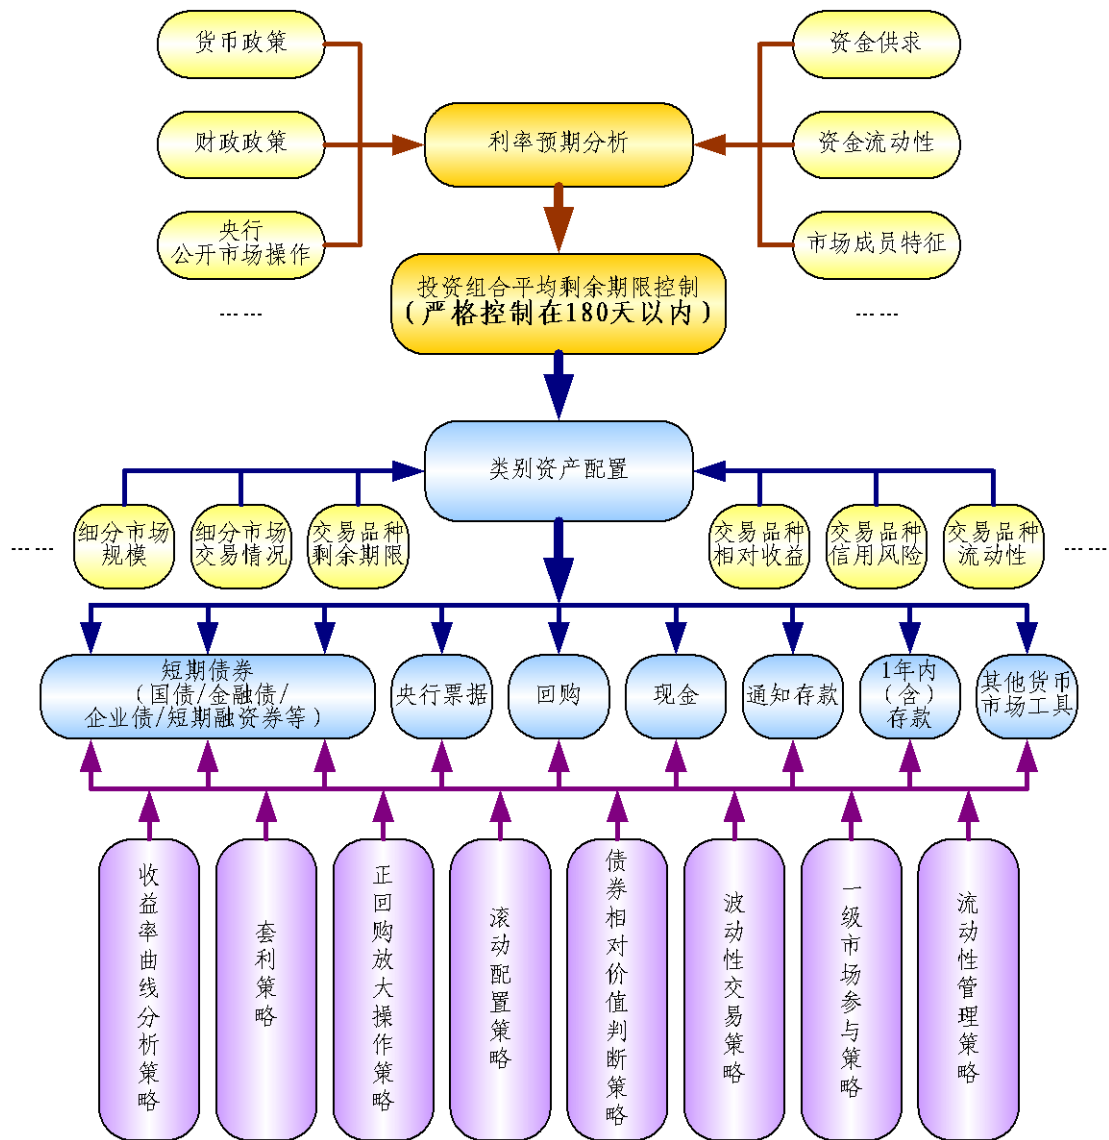 货币政策
资金供求
财政政策
利率预期分析
资金流动性
央行
公开市场操作
市场成员特征
投资组合平均剩余期限控制
（严格控制在180天以内）
……
……
类别资产配置
细分市场
规模
细分市场
交易情况
交易品种
剩余期限
交易品种
相对收益
交易品种
信用风险
交易品种
流动性
……
……
短期债券
（国债/金融债/
企业债/短期融资券等）
央行票据
回购
现金
通知存款
1年内
（含）
存款
其他货币
市场工具
收益率曲线分析策略
套利策略
正回购放大操作策略
滚动配置策略
债券相对价值判断策略
波动性交易策略
一级市场参与策略
流动性管理策略